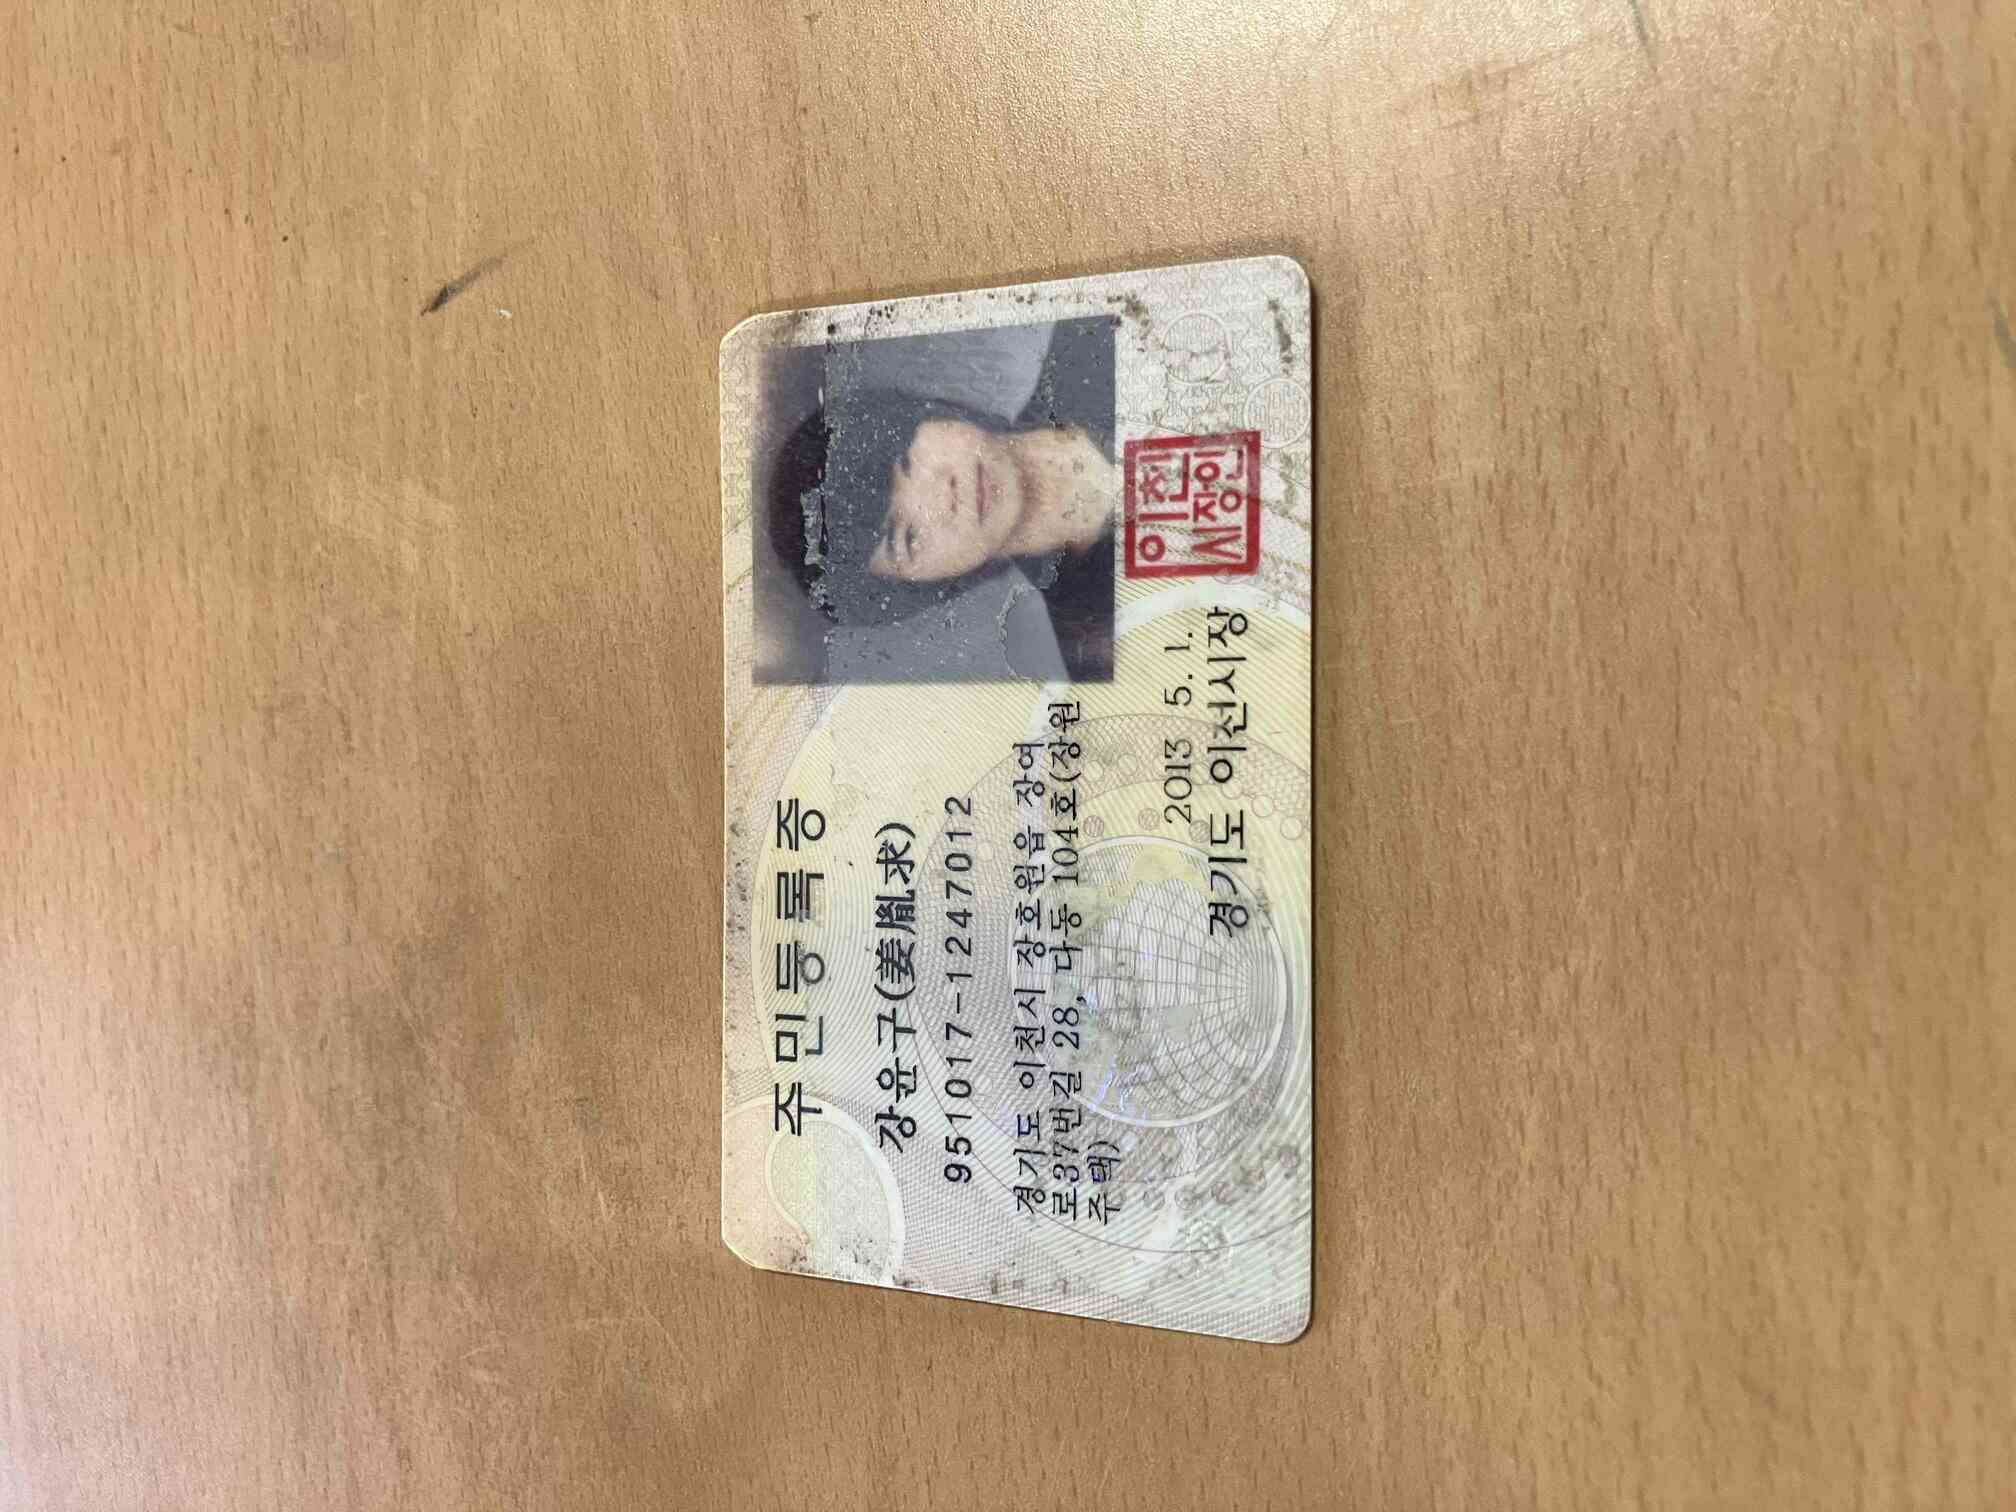 주민등록증
강윤구(姜胤求)
951017-1247012
경기도 이천시 장호원읍 장여
로37번길 28, 다동 104호(장원
주택)
2013. 5. 1.
경기도 이천시장
이천
시장인